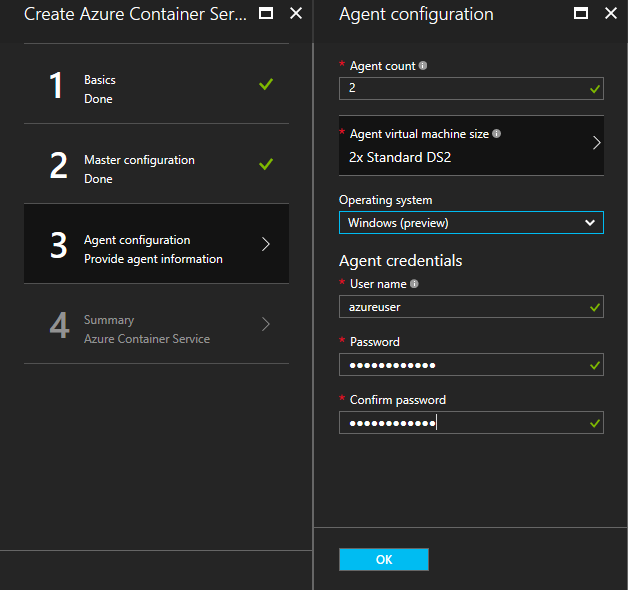 Create Azure Container Ser...
1
Basics
Done
2
Master configuration
Done
3
Agent configuration
Provide agent information
4
Summary
Azure Container Service
Agent configuration
* Agent count
2
* Agent virtual machine size
2x Standard DS2
Operating system
Windows (preview)
Agent credentials
* User name
azureuser
* Password
••••••••••••
* Confirm password
••••••••••••
OK